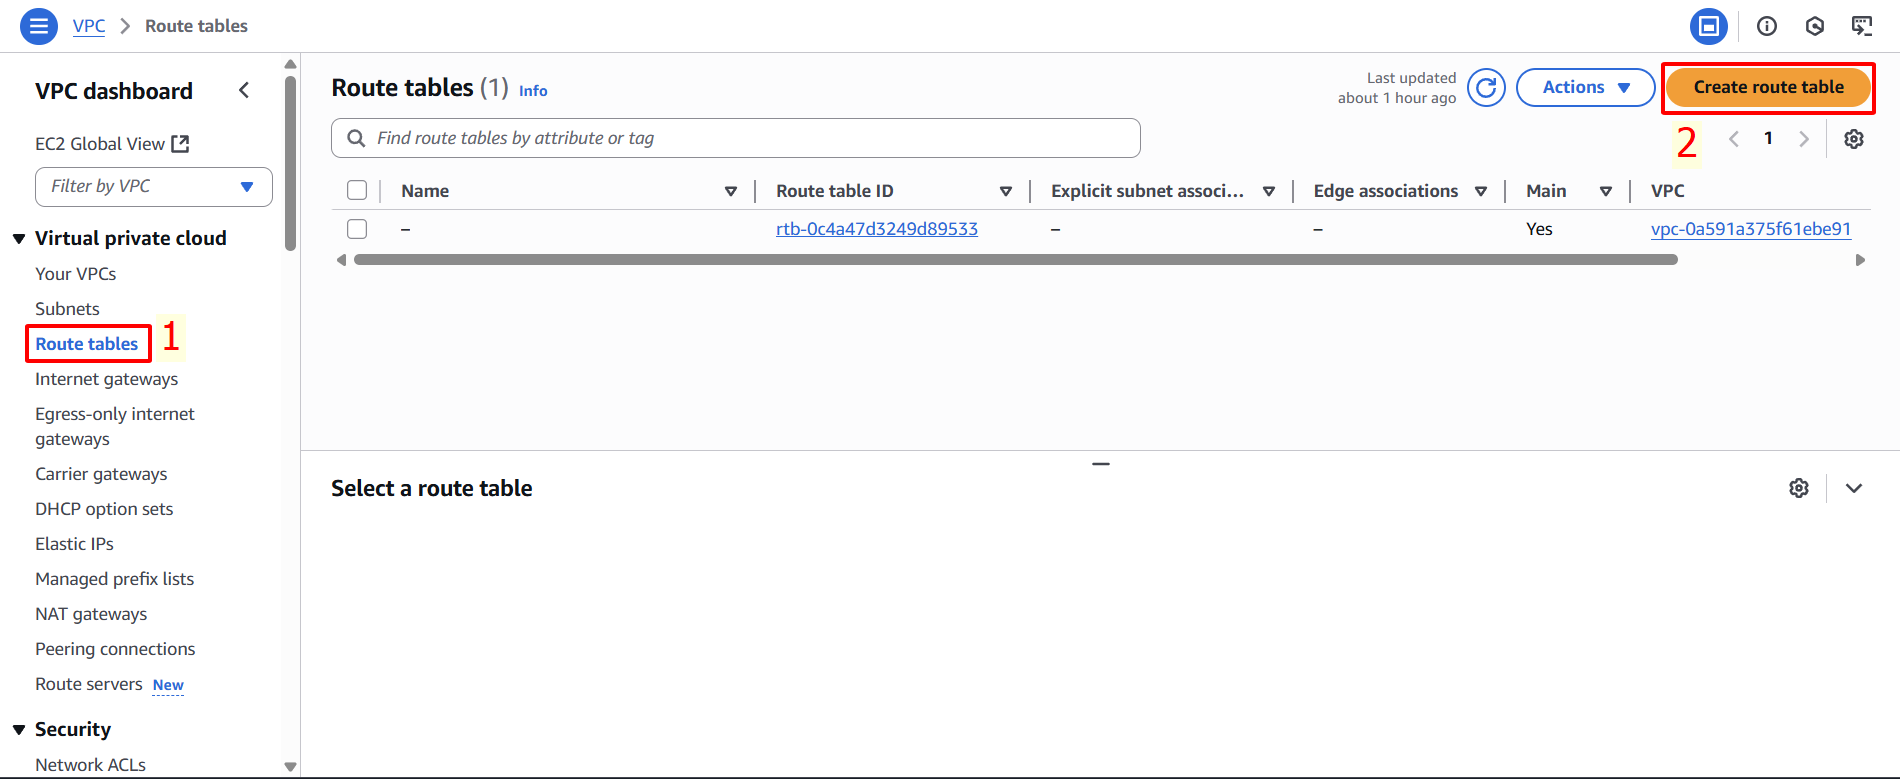 VPC > Route tables
VPC dashboard
EC2 Global View
Filter by VPC
Virtual private cloud
Your VPCs
Subnets
Route tables
1
Internet gateways
Egress-only internet
gateways
Carrier gateways
DHCP option sets
Elastic IPs
Managed prefix lists
NAT gateways
Peering connections
Route servers New
Security
Network ACLs
Route tables (1) Info
Last updated
about 1 hour ago
Actions
Create route table
2
Find route tables by attribute or tag
1
Name Route table ID Explicit subnet associ... Edge associations Main VPC
– rtb-0c4a47d3249d89533 – – Yes vpc-0a591a375f61ebe91
Select a route table